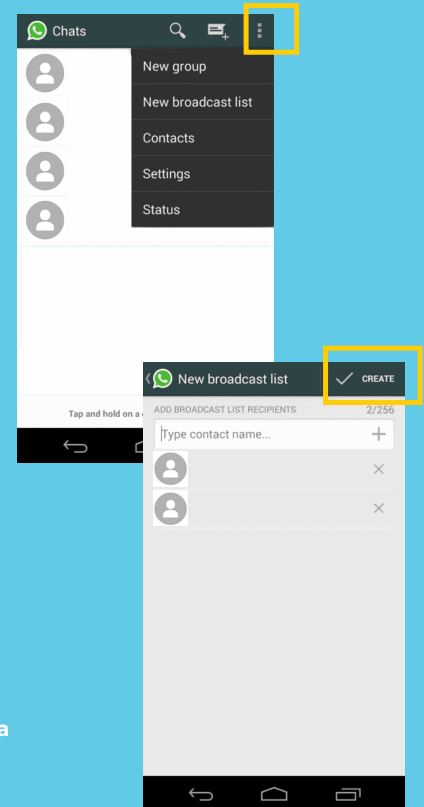 Chats
New group
New broadcast list
Contacts
Settings
Status
Tap and hold on a
New broadcast list
CREATE
ADD BROADCAST LIST RECIPIENTS 2/256
Type contact name...
a